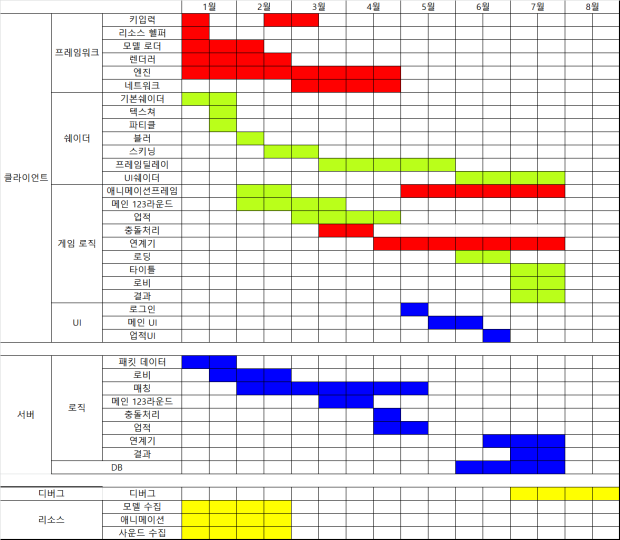 1월 2월 3월 4월 5월 6월 7월 8월
클라이언트 프레임워크 키입력
리소스 헬퍼
모델 로더
렌더러
엔진
네트워크
쉐이더 기본쉐이더
텍스쳐
파티클
블러
스키닝
프레임딜레이
UI쉐이더
게임 로직 애니메이션프레임
메인 123라운드
업적
충돌처리
연계기
로딩
타이틀
로비
결과
UI 로그인
메인 UI
업적UI
서버 로직 패킷 데이터
로비
매칭
메인 123라운드
충돌처리
업적
연계기
결과
DB
디버그 디버그
리소스 모델 수집
애니메이션
사운드 수집